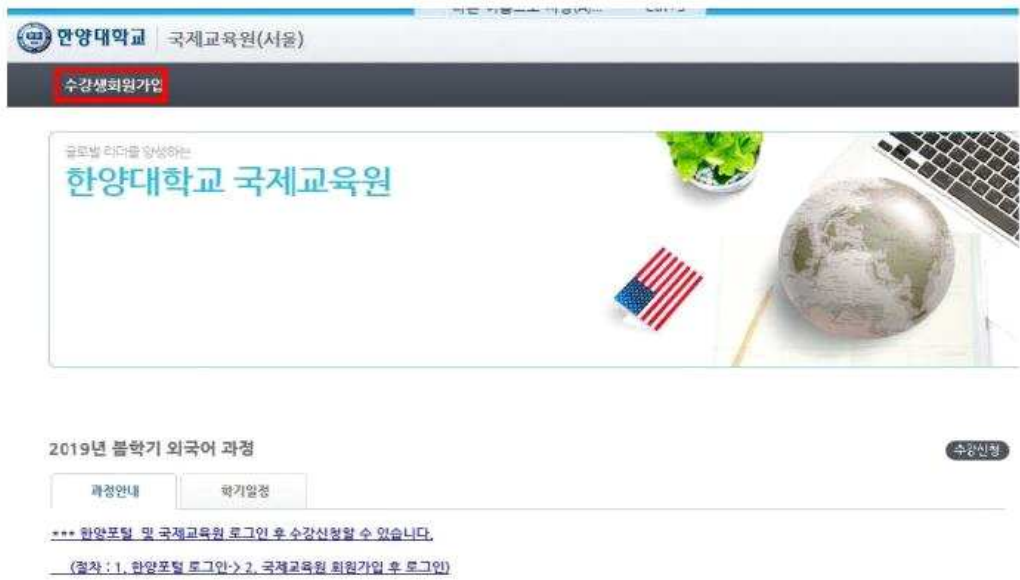 한양대학교 국제교육원(서울)
수강생회원가입
글로벌 리더를 양성하는
한양대학교 국제교육원
2019년 봄학기 외국어 과정
수강신청
과정안내 학기일정
*** 한양포털 및 국제교육원 로그인 후 수강신청할 수 있습니다.
(절차 : 1. 한양포털 로그인-> 2. 국제교육원 회원가입 후 로그인)